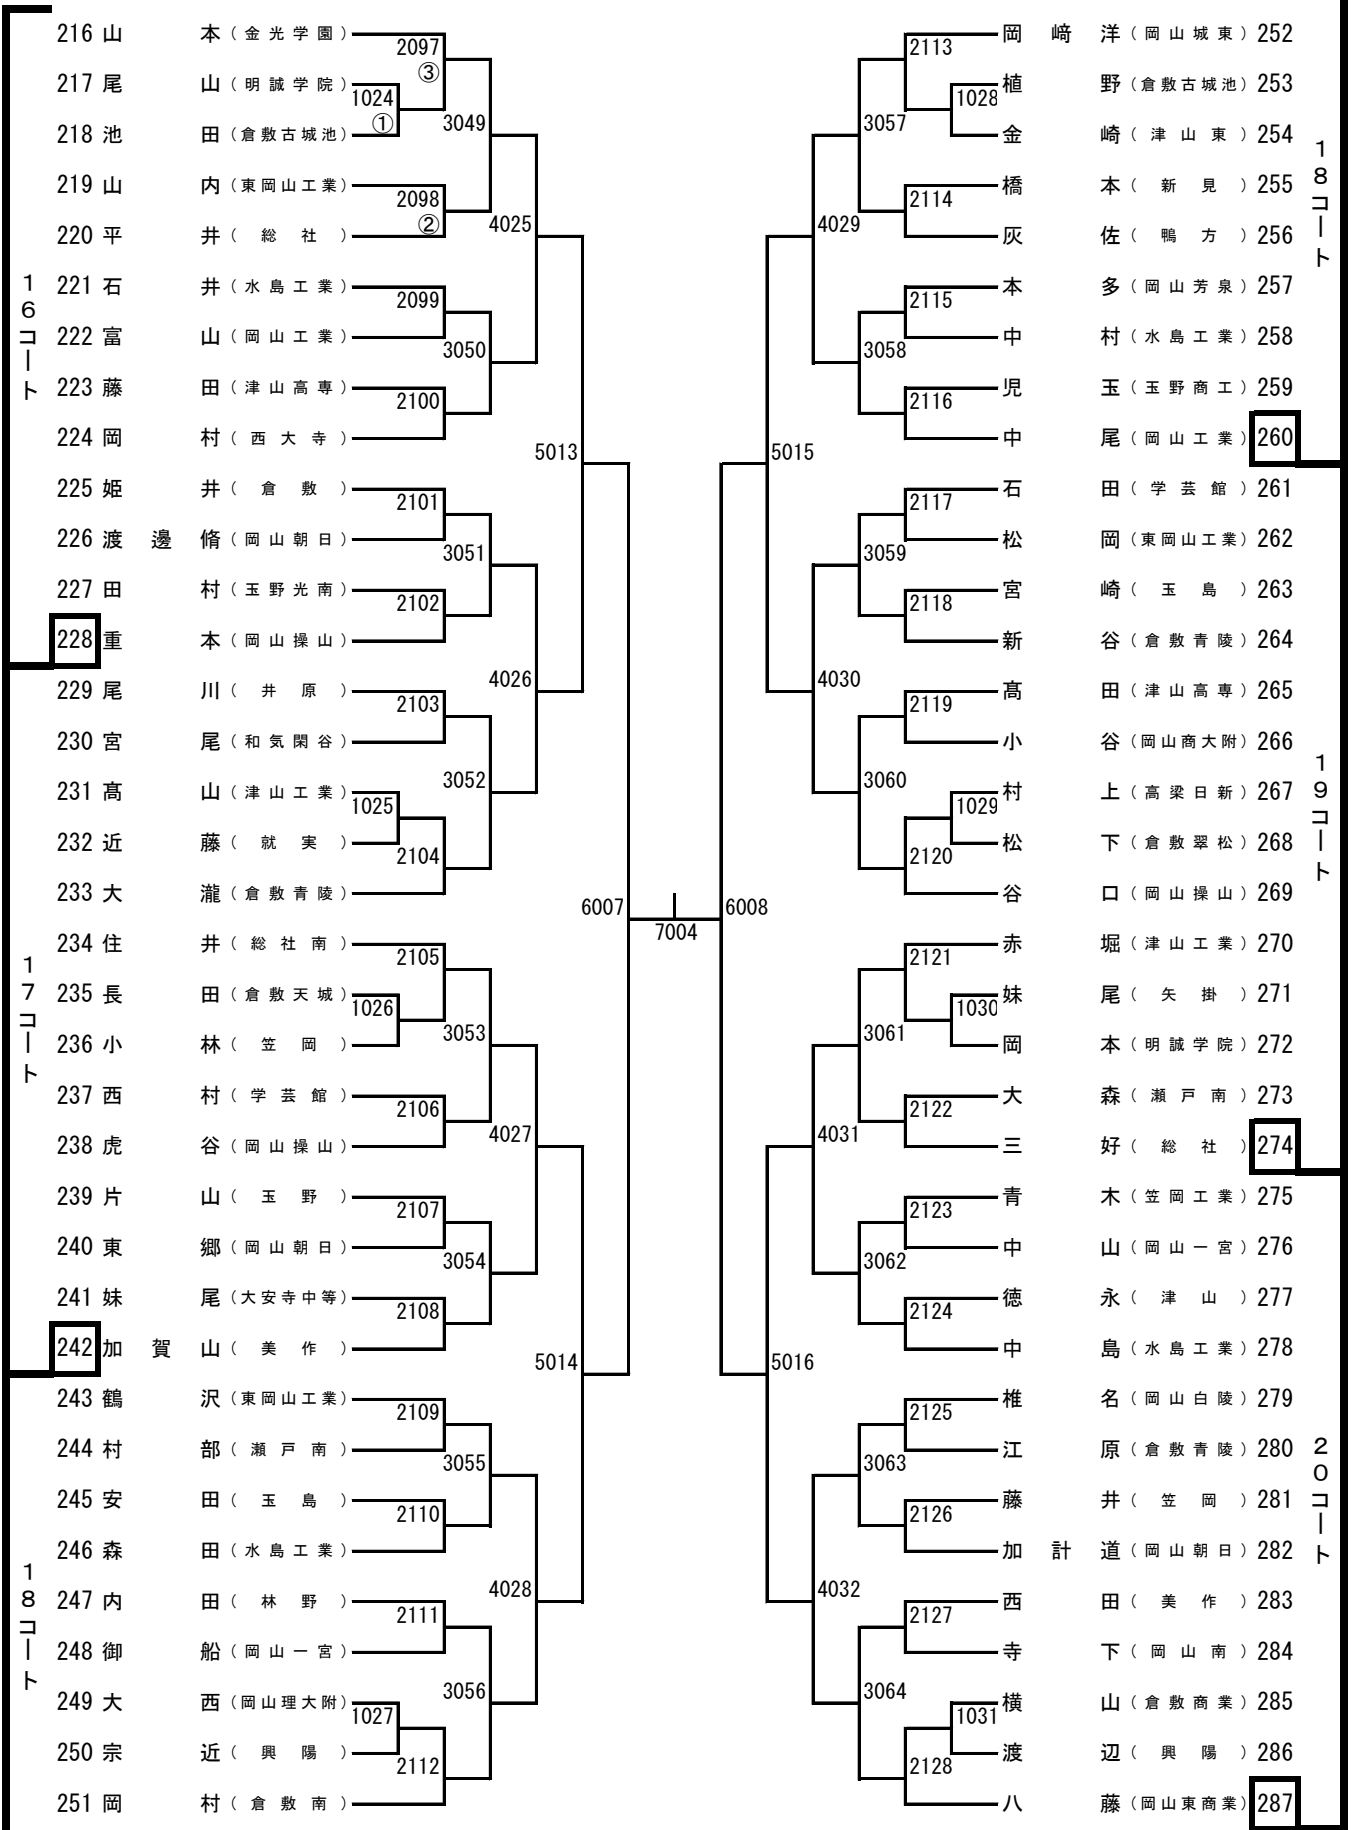 216 山本 (金光学園)
217 尾山 (明誠学院)
218 池田 (倉敷古城池)
219 山内 (東岡山工業)
220 平井 (総社)
221 石井 (水島工業)
222 富山 (岡山工業)
223 藤田 (津山高専)
224 岡村 (西大寺)
225 姫井 (倉敷)
226 渡邊脩 (岡山朝日)
227 田村 (玉野光南)
228 重本 (岡山操山)
229 尾川 (井原)
230 宮尾 (和気閑谷)
231 髙山 (津山工業)
232 近藤 (就実)
233 大瀧 (倉敷青陵)
234 住井 (総社南)
235 長田 (倉敷天城)
236 小林 (笠岡)
237 西村 (学芸館)
238 虎谷 (岡山操山)
239 片山 (玉野)
240 東郷 (岡山朝日)
241 妹尾 (大安寺中等)
242 加賀山 (美作)
243 鶴沢 (東岡山工業)
244 村部 (瀬戸南)
245 安田 (玉島)
246 森田 (水島工業)
247 内田 (林野)
248 御船 (岡山一宮)
249 大西 (岡山理大附)
250 宗近 (興陽)
251 岡村 (倉敷南)
16コート
17コート
18コート
1024
①
1025
1026
1027
2097
③
2098
②
2099
2100
2101
2102
2103
2104
2105
2106
2107
2108
2109
2110
2111
2112
3049
3050
3051
3052
3053
3054
3055
3056
4025
4026
4027
4028
5013
5014
6007
7004
6008
5015
5016
4029
4030
4031
4032
3057
3058
3059
3060
3061
3062
3063
3064
2113
2114
2115
2116
2117
2118
2119
2120
2121
2122
2123
2124
2125
2126
2127
2128
1028
1029
1030
1031
岡﨑洋 (岡山城東) 252
植野 (倉敷古城池) 253
金崎 (津山東) 254
橋本 (新見) 255
灰佐 (鴨方) 256
本多 (岡山芳泉) 257
中村 (水島工業) 258
児玉 (玉野商工) 259
中尾 (岡山工業) 260
石田 (学芸館) 261
松岡 (東岡山工業) 262
宮崎 (玉島) 263
新谷 (倉敷青陵) 264
髙田 (津山高専) 265
小谷 (岡山商大附) 266
村上 (高梁日新) 267
松下 (倉敷翠松) 268
谷口 (岡山操山) 269
赤堀 (津山工業) 270
妹尾 (矢掛) 271
岡本 (明誠学院) 272
大森 (瀬戸南) 273
三好 (総社) 274
青木 (笠岡工業) 275
中山 (岡山一宮) 276
徳永 (津山) 277
中島 (水島工業) 278
椎名 (岡山白陵) 279
江原 (倉敷青陵) 280
藤井 (笠岡) 281
加計道 (岡山朝日) 282
西田 (美作) 283
寺下 (岡山南) 284
横山 (倉敷商業) 285
渡辺 (興陽) 286
八藤 (岡山東商業) 287
18コート
19コート
20コート